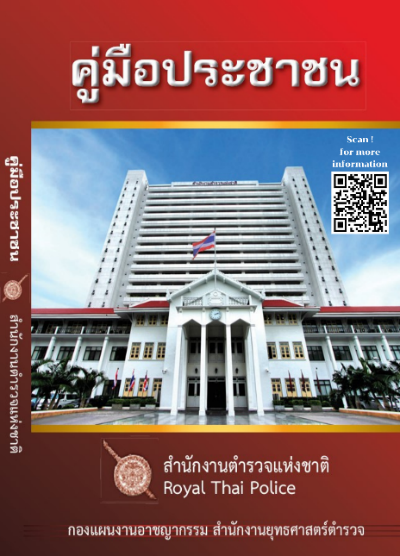 คู่มือประชาชน
Scan !
for more
information
คู่มือประชาชน
สำนักงานตำรวจแห่งชาติ
สำนักงานตำรวจแห่งชาติ
Royal Thai Police
กองแผนงานอาชญากรรม สำนักงานยุทธศาสตร์ตำรวจ